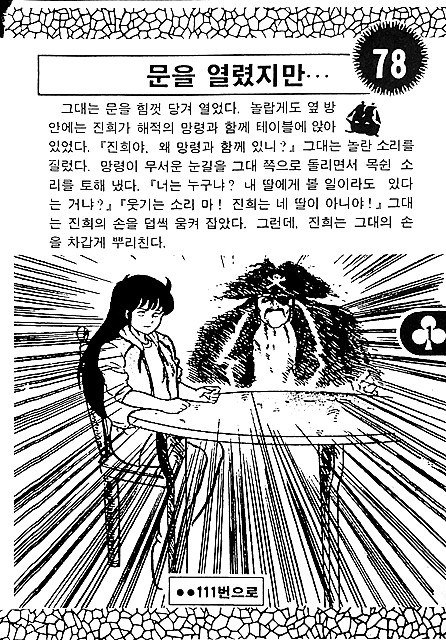 78
문을 열렸지만…
그대는 문을 힘껏 당겨 열었다. 놀랍게도 옆 방
안에는 진희가 해적의 망령과 함께 테이블에 앉아
있었다. 『진희야, 왜 망령과 함께 있니?』 그대는 놀란 소리를
질렀다. 망령이 무서운 눈길을 그대 쪽으로 돌리면서 목쉰 소
리를 토해 냈다. 『너는 누구냐? 내 딸에게 볼 일이라도 있다
는 거냐?』 『웃기는 소리 마! 진희는 네 딸이 아니야!』 그대
는 진희의 손을 덥썩 움켜 잡았다. 그런데, 진희는 그대의 손
을 차갑게 뿌리친다.
●●111번으로